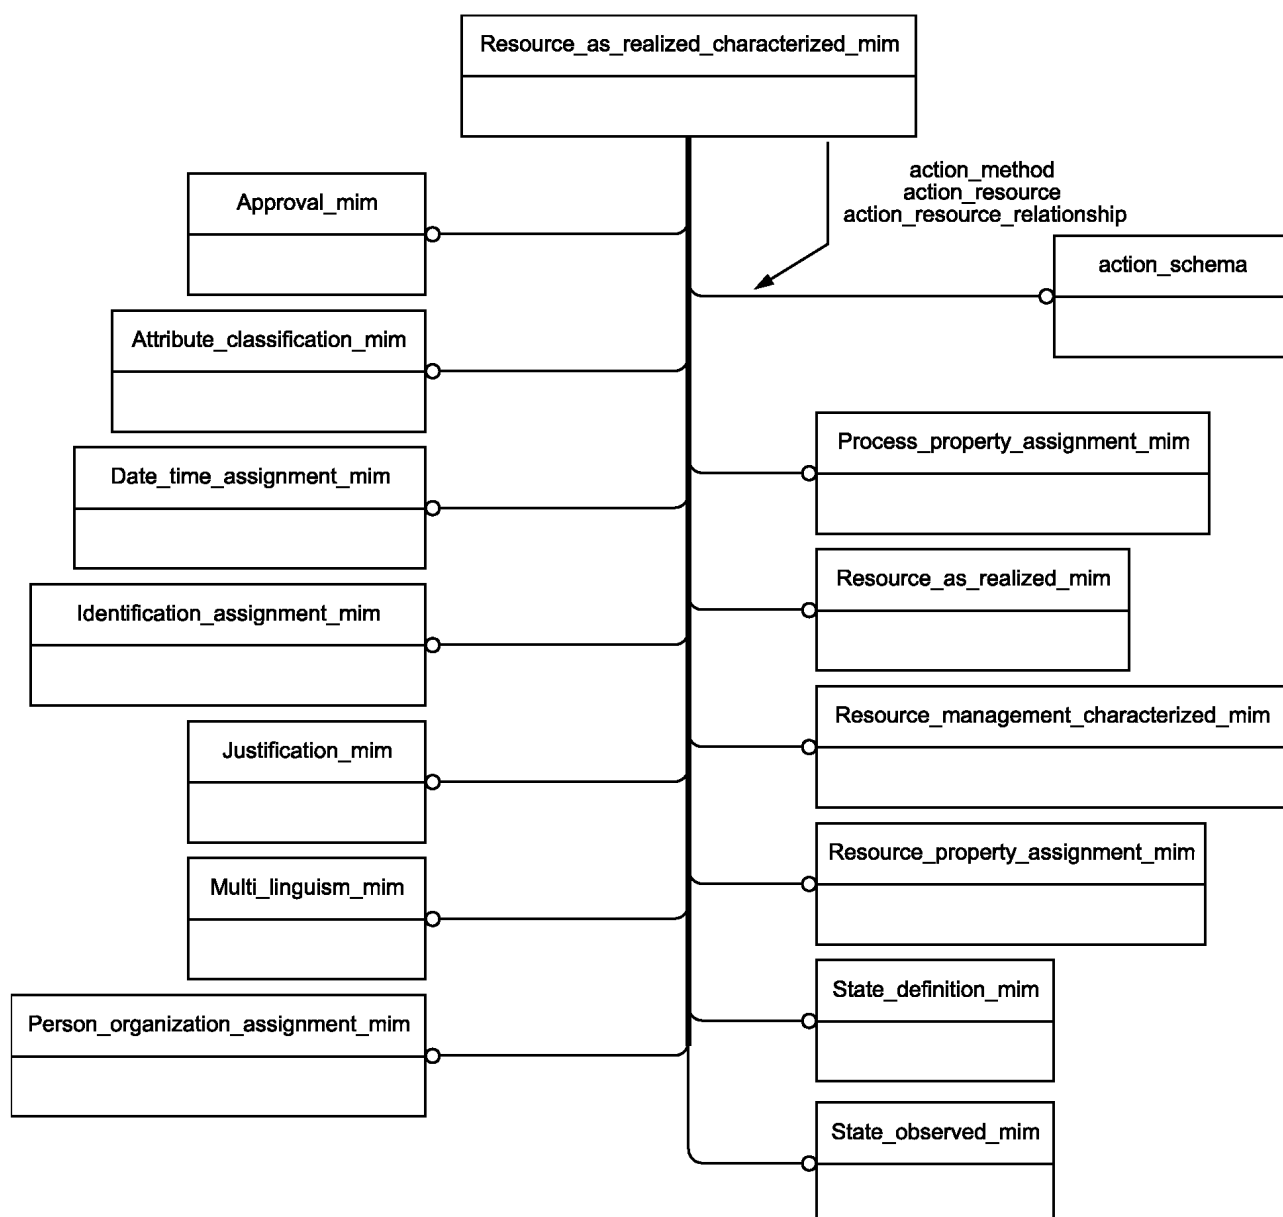 Resource_as_realized_characterized_mim
action_method
action_resource
action_resource_relationship
Approval_mim
action_schema
Attribute_classification_mim
Process_property_assignment_mim
Date_time_assignment_mim
Resource_as_realized_mim
Identification_assignment_mim
Resource_management_characterized_mim
Justification_mim
Resource_property_assignment_mim
Multi_linguism_mim
State_definition_mim
Person_organization_assignment_mim
State_observed_mim